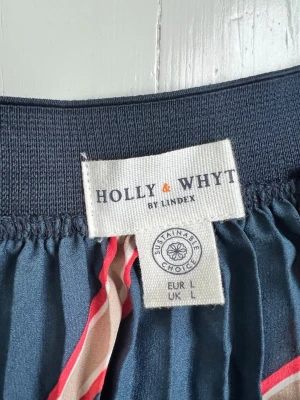 HOLLY & WHYT
BY LINDEX
SUSTAINABLE
CHOICE
EUR L
UK L